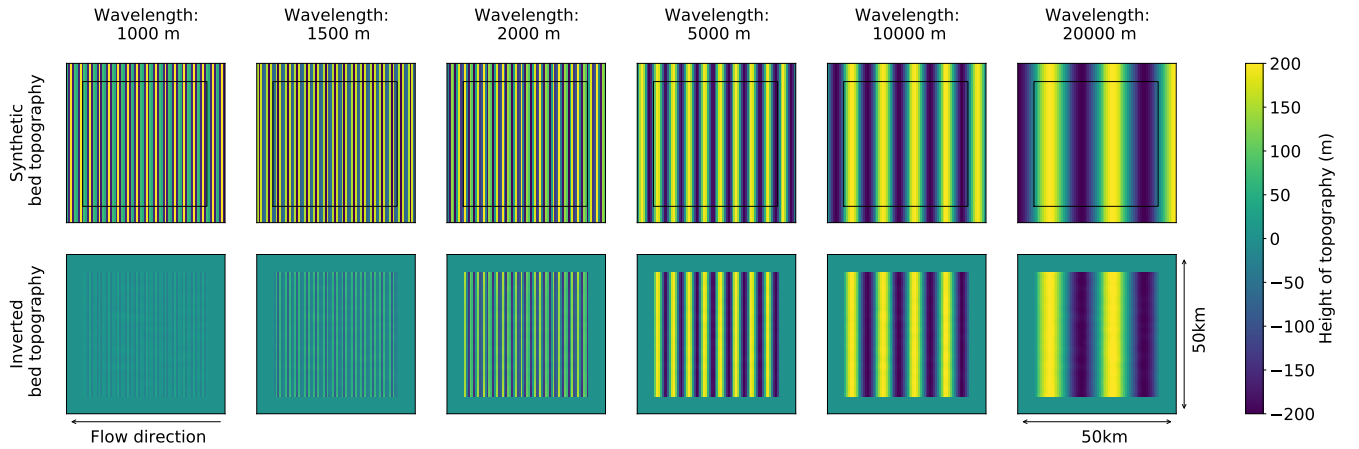 Wavelength:
1000 m
Wavelength:
1500 m
Wavelength:
2000 m
Wavelength:
5000 m
Wavelength:
10000 m
Wavelength:
20000 m
Synthetic
bed topography
Inverted
bed topography
Flow direction
50km
50km
200
150
100
50
0
−50
−100
−150
−200
Height of topography (m)